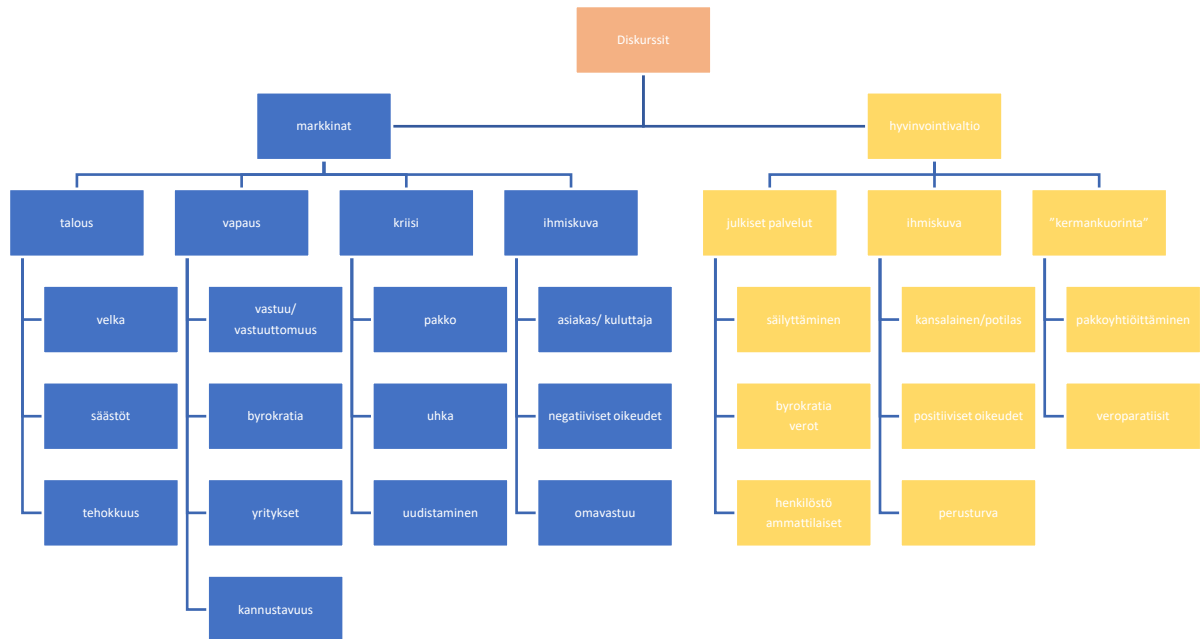 Diskurssit
markkinat
hyvinvointivaltio
talous
vapaus
kriisi
ihmiskuva
julkiset palvelut
ihmiskuva
"kermankuorinta"
velka
vastuu/
vastuuttomuus
pakko
asiakas/ kuluttaja
säilyttäminen
kansalainen/potilas
pakkoyhtiöittäminen
säästöt
byrokratia
uhka
negatiiviset oikeudet
byrokratia
verot
positiiviset oikeudet
veroparatiisit
tehokkuus
yritykset
uudistaminen
omavastuu
henkilöstö
ammattilaiset
perusturva
kannustavuus